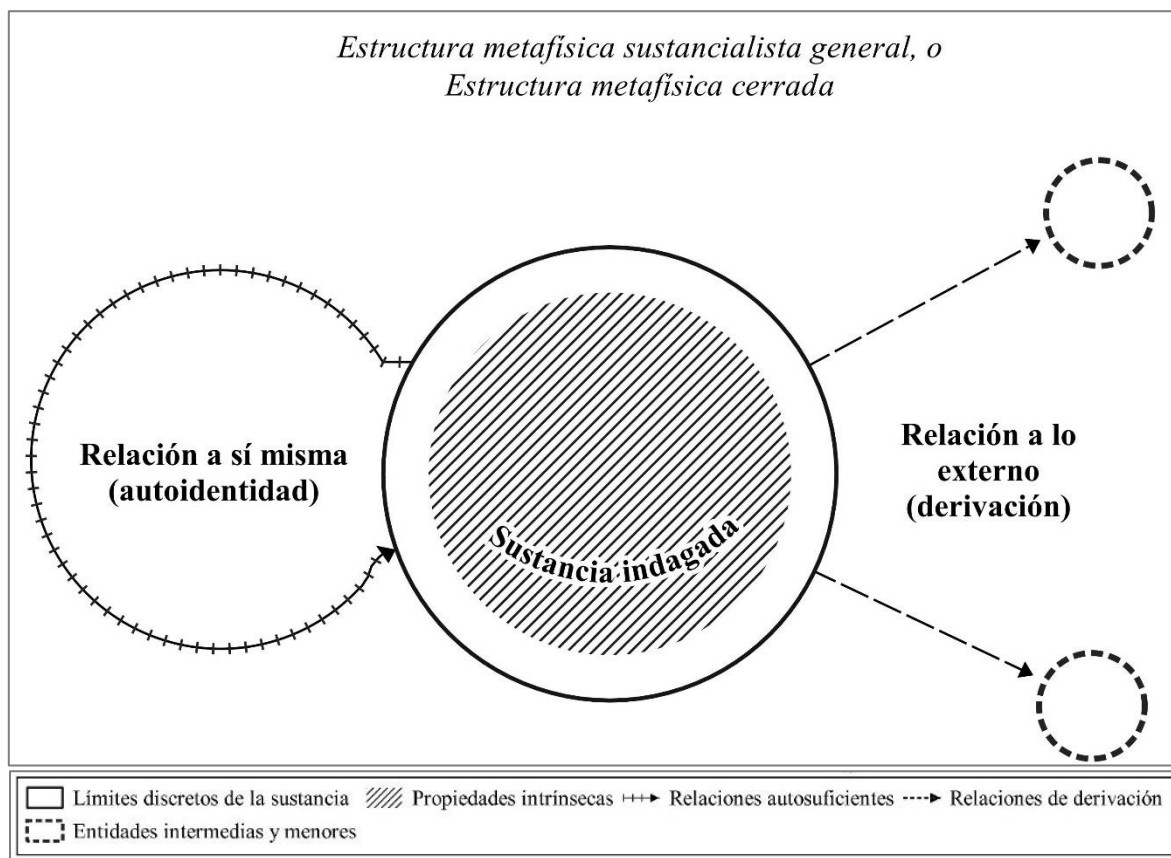 Estructura metafísica sustancialista general, o
Estructura metafísica cerrada
Relación a sí misma
(autoidentidad)
Sustancia indagada
Relación a lo
externo
(derivación)
Límites discretos de la sustancia Propiedades intrínsecas Relaciones autosuficientes Relaciones de derivación
Entidades intermedias y menores